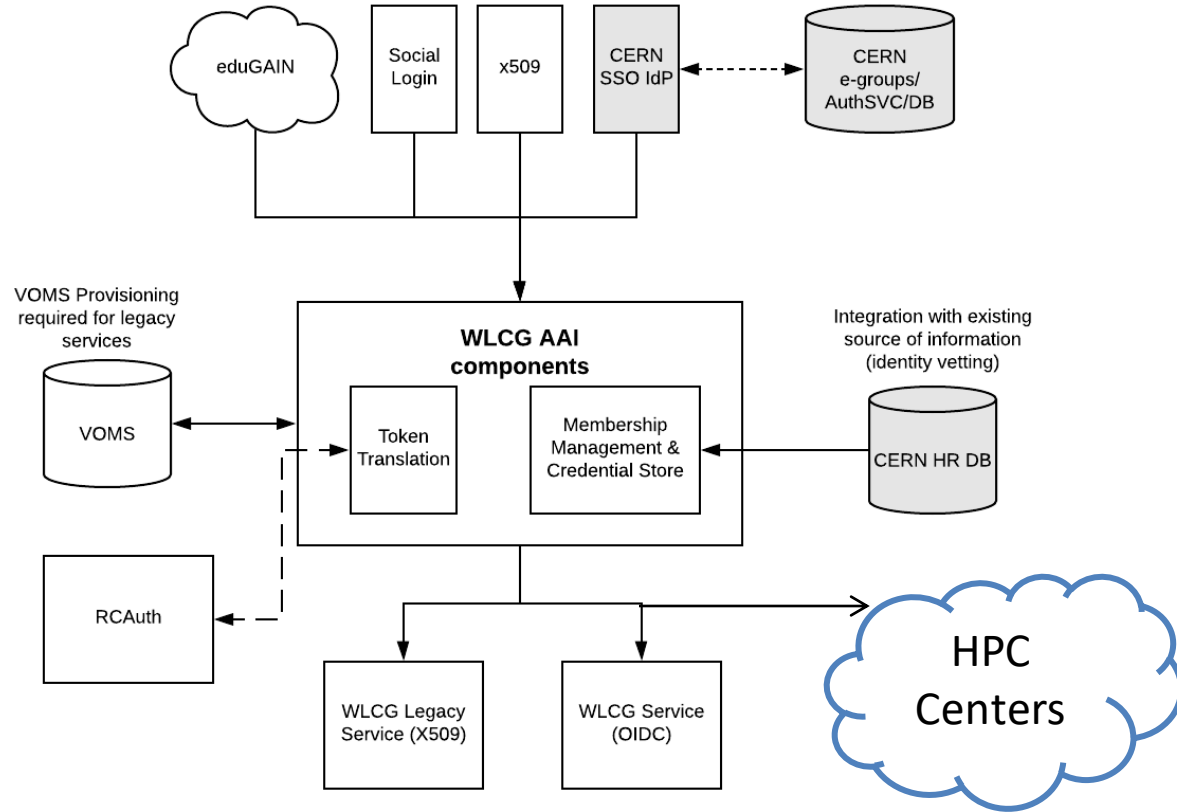 eduGAIN
Social
Login
x509
CERN
SSO IdP
CERN
e-groups/
AuthSVC/DB
VOMS Provisioning
required for legacy
services
VOMS
WLCG AAI
components
Token
Translation
Membership
Management &
Credential Store
Integration with existing
source of information
(identity vetting)
CERN HR DB
RCAuth
WLCG Legacy
Service (X509)
WLCG Service
(OIDC)
HPC
Centers